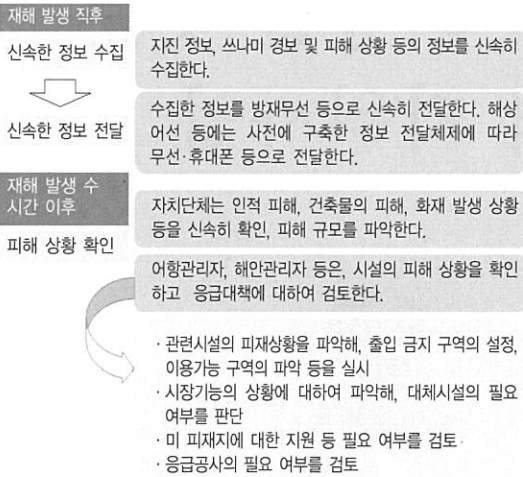 재해 발생 직후
신속한 정보 수집
지진 정보, 쓰나미 경보 및 피해 상황 등의 정보를 신속히
수집한다.
신속한 정보 전달
수집한 정보를 방재무선 등으로 신속히 전달한다. 해상
어선 등에는 사전에 구축한 정보 전달체제에 따라
무선·휴대폰 등으로 전달한다.
재해 발생 수
시간 이후
피해 상황 확인
자치단체는 인적 피해, 건축물의 피해, 화재 발생 상황
등을 신속히 확인, 피해 규모를 파악한다.
어항관리자, 해안관리자 등은, 시설의 피해 상황을 확인
하고 응급대책에 대하여 검토한다.
· 관련시설의 피재상황을 파악해, 출입 금지 구역의 설정,
이용가능 구역의 파악 등을 실시
· 시장기능의 상황에 대하여 파악해, 대체시설의 필요
여부를 판단
· 미 피재지에 대한 지원 등 필요 여부를 검토
· 응급공사의 필요 여부를 검토